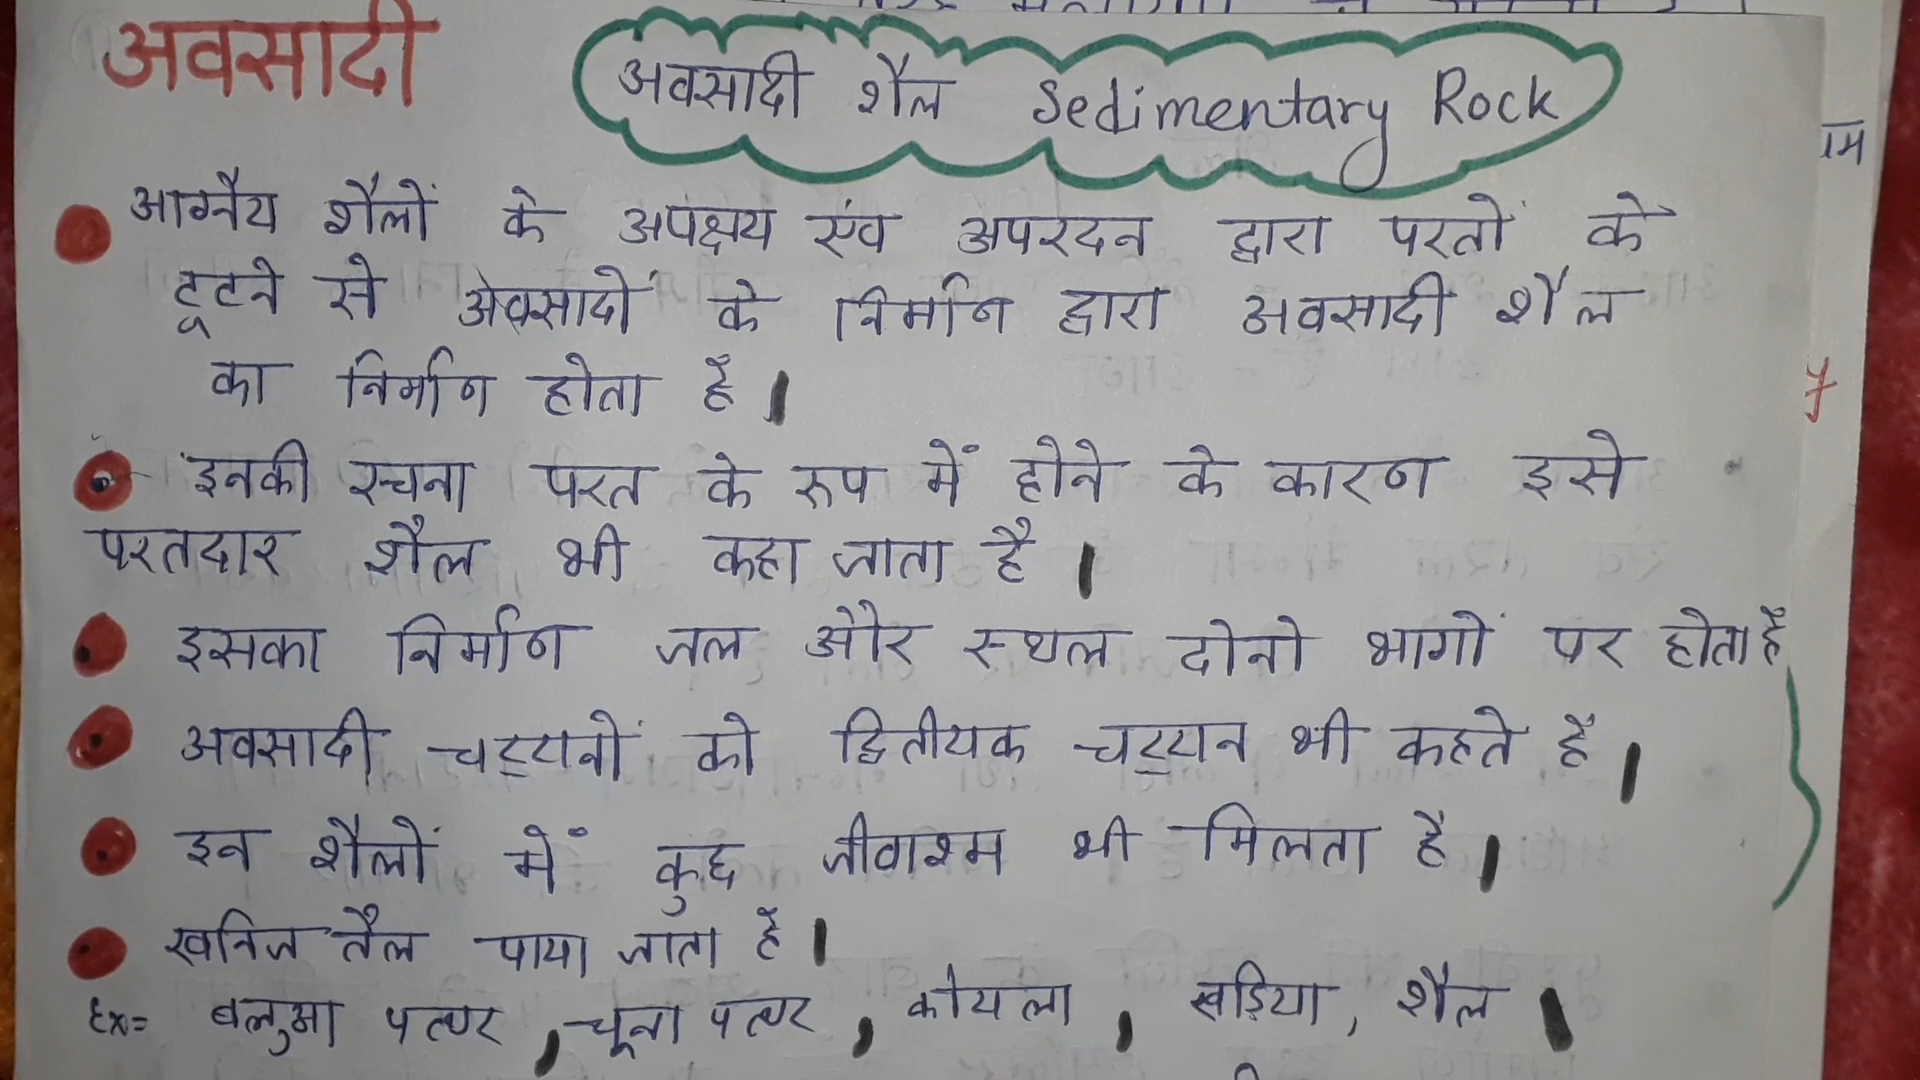 अवसादी
अवसादी शैल Sedimentary Rock
आग्नैय शैलों के अपक्षय एंव अपरदन द्वारा परतों के
टूटने से अवसादों के निर्माण द्वारा अवसादी शैल
का निर्माण होता है।
इनकी रचना परत के रूप में होने के कारण इसे
परतदार शैल भी कहा जाता है।
इसका निर्माण जल और स्थल दोनो भागों पर होता है
अवसादी चट्टानों को द्वितीयक चट्टान भी कहते है।
इन शैलों में कुछ जीवाश्म भी मिलता है।
खनिज तैल पाया जाता है।
Ex= बलुआ पत्थर, चूना पत्थर, कोयला, खड़िया, शैल।